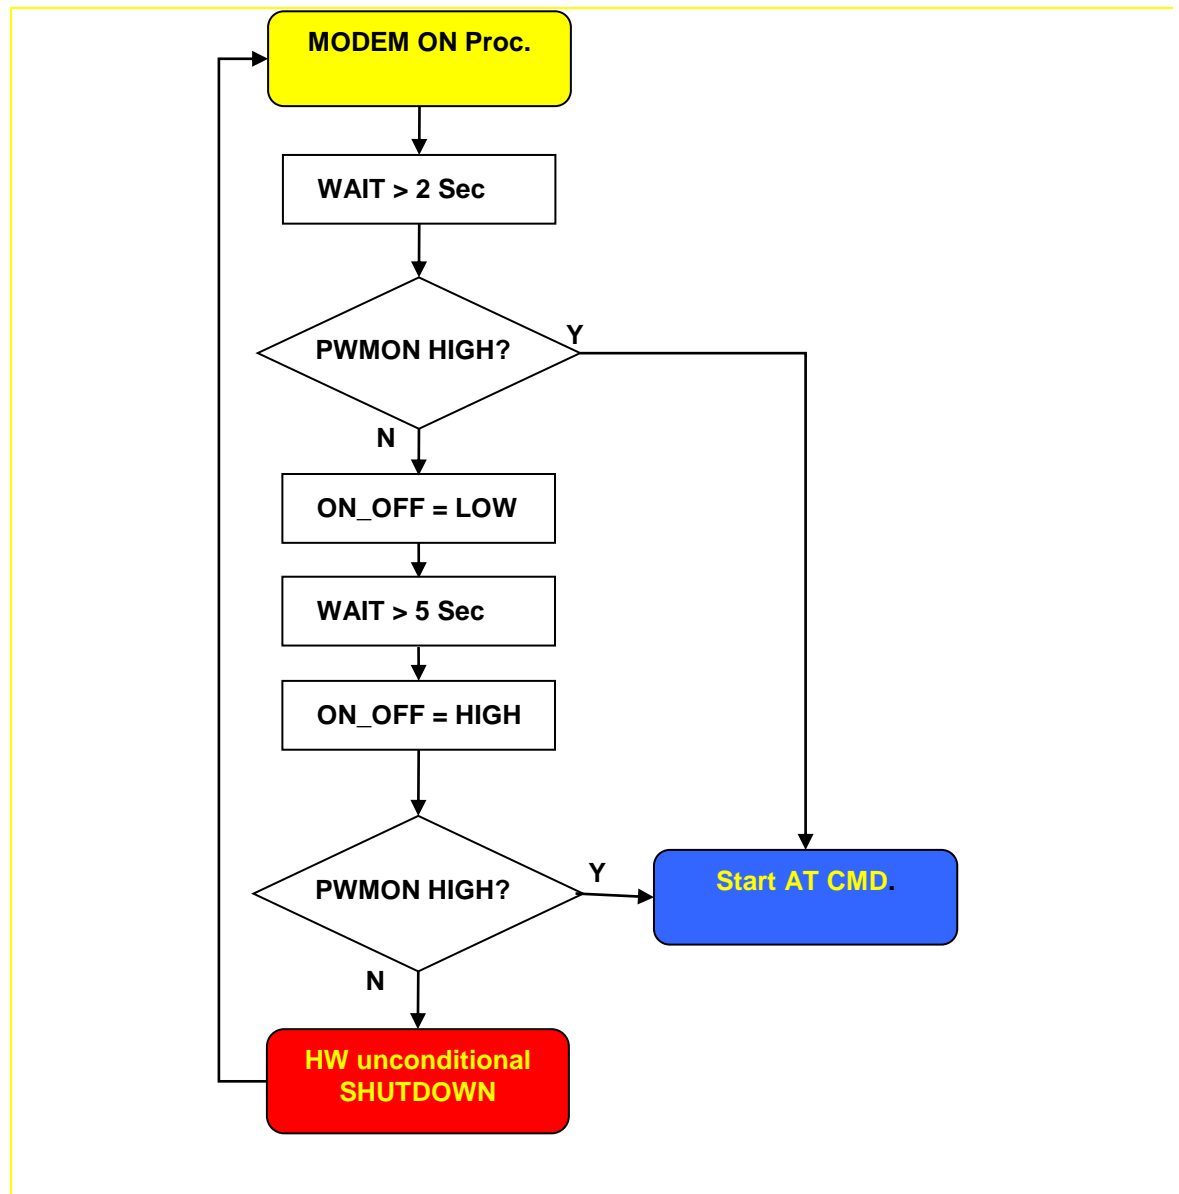 MODEM ON Proc.
WAIT > 2 Sec
PWMON HIGH?
Y
N
ON_OFF = LOW
WAIT > 5 Sec
ON_OFF = HIGH
PWMON HIGH?
Y
Start AT CMD.
N
HW unconditional
SHUTDOWN